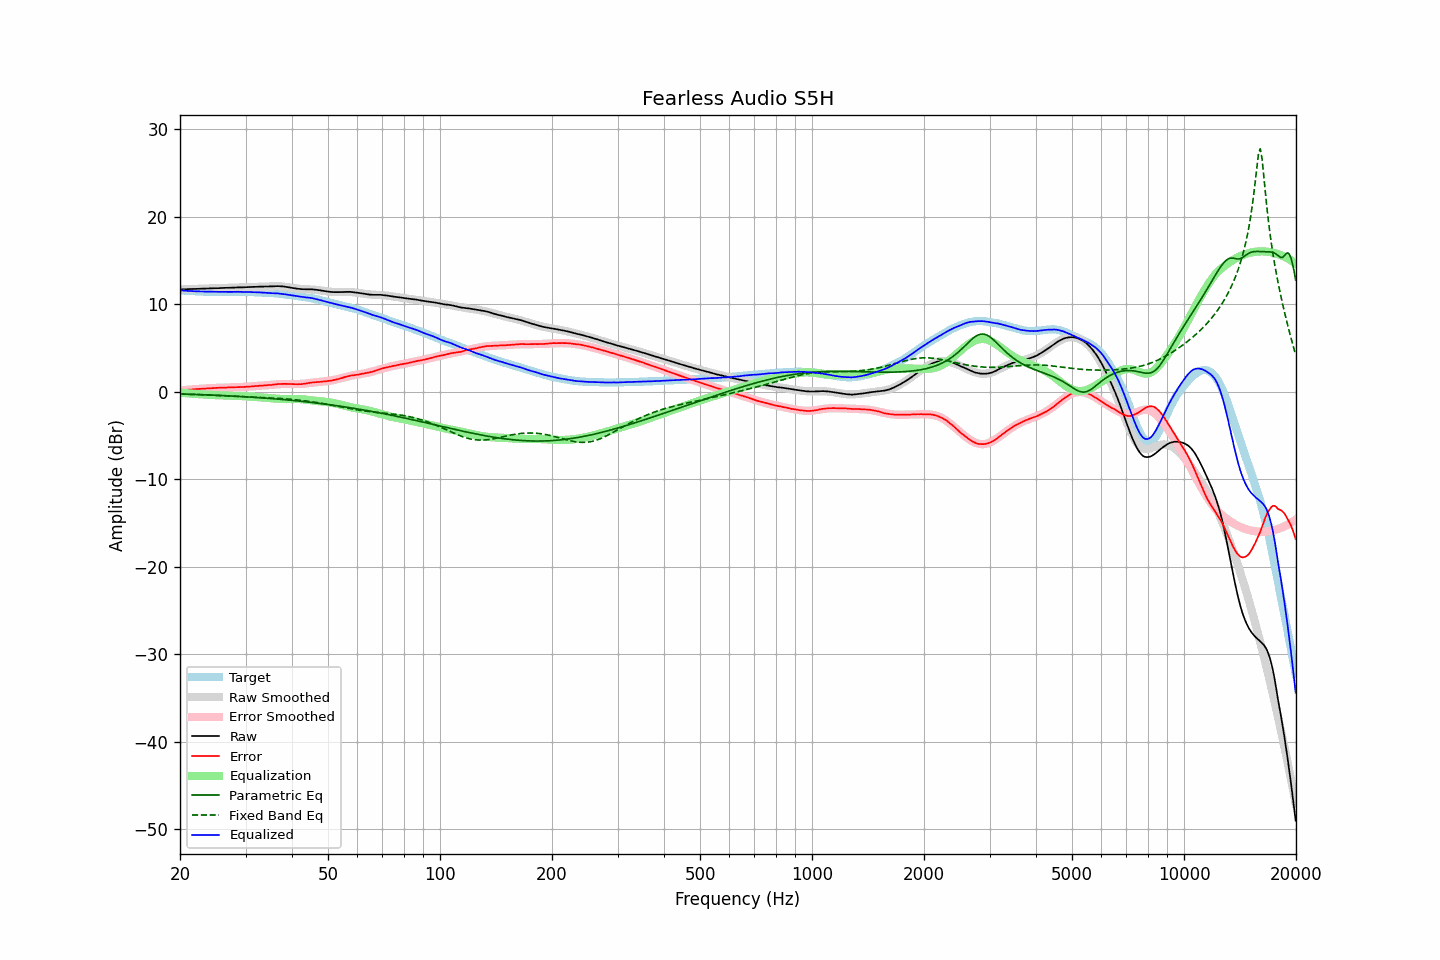 Fearless Audio S5H
Amplitude (dBr)
30
20
10
0
−10
−20
−30
−40
−50
Target
Raw Smoothed
Error Smoothed
Raw
Error
Equalization
Parametric Eq
Fixed Band Eq
Equalized
20 50 100 200 500 1000 2000 5000 10000 20000
Frequency (Hz)